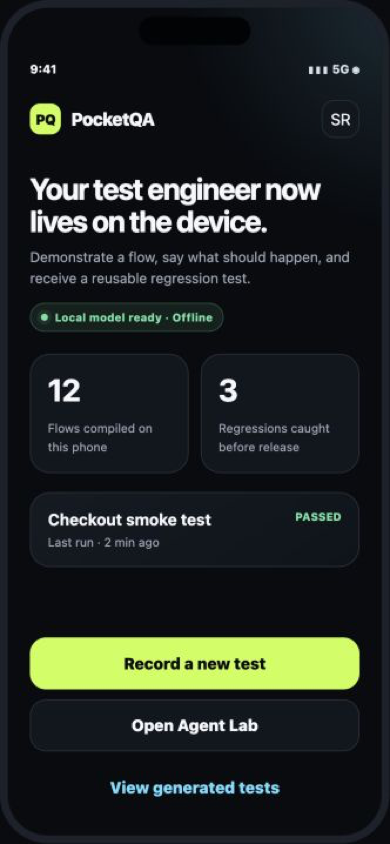 9:41
5G
PQ PocketQA
SR
Your test engineer now
lives on the device.
Demonstrate a flow, say what should happen, and
receive a reusable regression test.
Local model ready · Offline
12
Flows compiled on
this phone
3
Regressions caught
before release
Checkout smoke test
PASSED
Last run · 2 min ago
Record a new test
Open Agent Lab
View generated tests